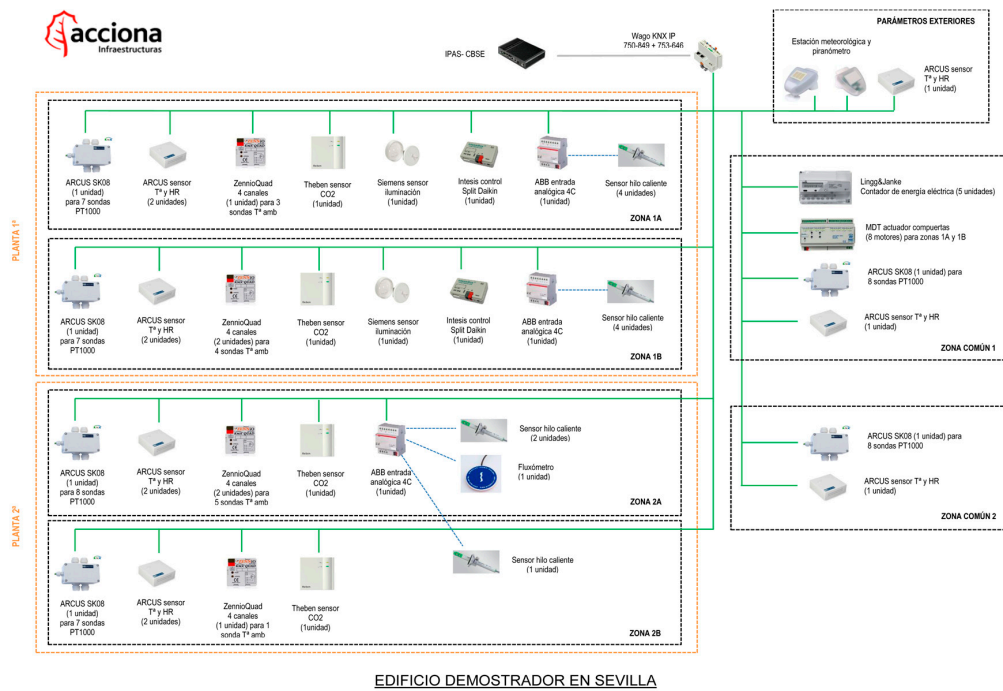 acciona
Infraestructuras
IPAS- CBSE
Wago KNX IP
750-849 + 753-646
PARÁMETROS EXTERIORES
Estación meteorológica y
piranómetro
ARCUS sensor
Tª y HR
(1 unidad)
PLANTA 1ª
ARCUS SK08
(1 unidad)
para 7 sondas
PT1000
ARCUS sensor
Tª y HR
(2 unidades)
ZennioQuad
4 canales
(1 unidad) para 3
sondas Tª amb
Theben sensor
CO2
(1unidad)
Siemens sensor
iluminación
(1unidad)
Intesis control
Split Daikin
(1unidad)
ABB entrada
analógica 4C
(1unidad)
Sensor hilo caliente
(4 unidades)
ZONA 1A
ARCUS SK08
(1 unidad)
para 7 sondas
PT1000
ARCUS sensor
Tª y HR
(2 unidades)
ZennioQuad
4 canales
(2 unidades) para
4 sondas Tª amb
Theben sensor
CO2
(1unidad)
Siemens sensor
iluminación
(1unidad)
Intesis control
Split Daikin
(1unidad)
ABB entrada
analógica 4C
(1unidad)
Sensor hilo caliente
(4 unidades)
ZONA 1B
Lingg&Janke
Contador de energía eléctrica (5 unidades)
MDT actuador compuertas
(8 motores) para zonas 1A y 1B
ARCUS SK08 (1 unidad) para
8 sondas PT1000
ARCUS sensor Tª y HR
(1 unidad)
ZONA COMÚN 1
PLANTA 2ª
ARCUS SK08
(1 unidad)
para 8 sondas
PT1000
ARCUS sensor
Tª y HR
(2 unidades)
ZennioQuad
4 canales
(2 unidades) para
5 sondas Tª amb
Theben sensor
CO2
(1unidad)
ABB entrada
analógica 4C
(1unidad)
Sensor hilo caliente
(2 unidades)
Fluxómetro
(1 unidad)
ZONA 2A
ARCUS SK08
(1 unidad)
para 7 sondas
PT1000
ARCUS sensor
Tª y HR
(2 unidades)
ZennioQuad
4 canales
(1 unidad) para 1
sonda Tª amb
Theben sensor
CO2
(1unidad)
Sensor hilo caliente
(1 unidad)
ZONA 2B
ARCUS SK08 (1 unidad) para
8 sondas PT1000
ARCUS sensor Tª y HR
(1 unidad)
ZONA COMÚN 2
EDIFICIO DEMOSTRADOR EN SEVILLA